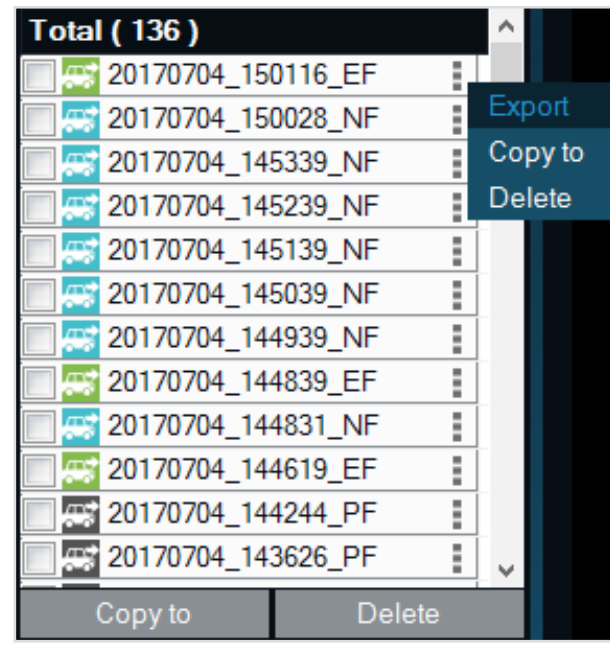 Total ( 136 )
20170704_150116_EF
20170704_150028_NF
20170704_145339_NF
20170704_145239_NF
20170704_145139_NF
20170704_145039_NF
20170704_144939_NF
20170704_144839_EF
20170704_144831_NF
20170704_144619_EF
20170704_144244_PF
20170704_143626_PF
Export
Copy to
Delete
Copy to
Delete